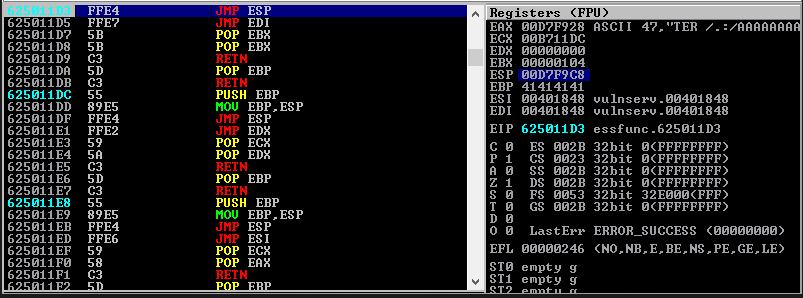 625011D3 FFE4 JMP ESP
625011D5 FFE7 JMP EDI
625011D7 5B POP EBX
625011D8 5B POP EBX
625011D9 C3 RETN
625011DA 5D POP EBP
625011DB C3 RETN
625011DC 55 PUSH EBP
625011DD 89E5 MOV EBP,ESP
625011DF FFE4 JMP ESP
625011E1 FFE2 JMP EDX
625011E3 59 POP ECX
625011E4 5A POP EDX
625011E5 C3 RETN
625011E6 5D POP EBP
625011E7 C3 RETN
625011E8 55 PUSH EBP
625011E9 89E5 MOV EBP,ESP
625011EB FFE4 JMP ESP
625011ED FFE6 JMP ESI
625011EF 59 POP ECX
625011F0 58 POP EAX
625011F1 C3 RETN
625011F2 5D POP EBP
Registers (FPU)
EAX 00D7F928 ASCII 47,"TER /.:/AAAAAAAA
ECX 00B711DC
EDX 00000000
EBX 00000104
ESP 00D7F9C8
EBP 41414141
ESI 00401848 vulnserv.00401848
EDI 00401848 vulnserv.00401848
EIP 625011D3 essfunc.625011D3
C 0 ES 002B 32bit 0(FFFFFFFF)
P 1 CS 0023 32bit 0(FFFFFFFF)
A 0 SS 002B 32bit 0(FFFFFFFF)
Z 1 DS 002B 32bit 0(FFFFFFFF)
S 0 FS 0053 32bit 32E000(FFF)
T 0 GS 002B 32bit 0(FFFFFFFF)
D 0
O 0 LastErr ERROR_SUCCESS (00000000)
EFL 00000246 (NO,NB,E,BE,NS,PE,GE,LE)
ST0 empty g
ST1 empty g
ST2 empty g